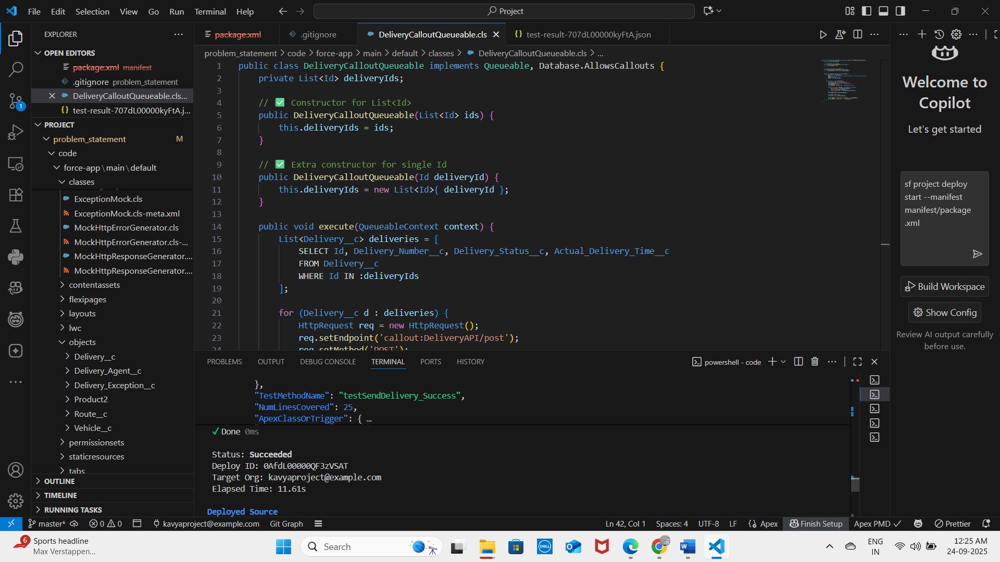 File Edit Selection View Go Run Terminal Help
Project
EXPLORER
OPEN EDITORS
package.xml manifest
.gitignore problem_statement
DeliveryCalloutQueueable.cls...
test-result-707dL00000kyFtA.j...
PROJECT
problem_statement M
code
force-app\main\default
classes
ExceptionMock.cls
ExceptionMock.cls-meta.xml
MockHttpErrorGenerator.cls
MockHttpErrorGenerator.cls-...
MockHttpResponseGenerator....
MockHttpResponseGenerator....
contentassets
flexipages
layouts
lwc
objects
Delivery__c
Delivery_Agent__c
Delivery_Exception__c
Product2
Route__c
Vehicle__c
permissionsets
staticresources
tabs
OUTLINE
TIMELINE
RUNNING TASKS
package.xml
.gitignore
DeliveryCalloutQueueable.cls
test-result-707dL00000kyFtA.json
problem_statement > code > force-app > main > default > classes > DeliveryCalloutQueueable.cls > ...
1 public class DeliveryCalloutQueueable implements Queueable, Database.AllowsCallouts {
2 private List<Id> deliveryIds;
3
4 // ✅ Constructor for List<Id>
5 public DeliveryCalloutQueueable(List<Id> ids) {
6 this.deliveryIds = ids;
7 }
8
9 // ✅ Extra constructor for single Id
10 public DeliveryCalloutQueueable(Id deliveryId) {
11 this.deliveryIds = new List<Id>{ deliveryId };
12 }
13
14 public void execute(QueueableContext context) {
15 List<Delivery__c> deliveries = [
16 SELECT Id, Delivery_Number__c, Delivery_Status__c, Actual_Delivery_Time__c
17 FROM Delivery__c
18 WHERE Id IN :deliveryIds
19 ];
20
21 for (Delivery__c d : deliveries) {
22 HttpRequest req = new HttpRequest();
23 req.setEndpoint('callout:DeliveryAPI/post');
24 req.setMethod('POST');
PROBLEMS OUTPUT DEBUG CONSOLE TERMINAL PORTS HISTORY
powershell - code
},
"TestMethodName": "testSendDelivery_Success",
"NumLinesCovered": 25,
"ApexClassOrTrigger": { …
✓ Done 0ms
Status: Succeeded
Deploy ID: 0AfdL00000QF3zVSAT
Target Org: kavyaproject@example.com
Elapsed Time: 11.61s
Deployed Source
Welcome to
Copilot
Let's get started
sf project deploy
start --manifest
manifest/package
.xml
Build Workspace
Show Config
Review AI output carefully
before use.
1
master* 0 0 kavyaproject@example.com Git Graph
Ln 42, Col 1 Spaces: 4 UTF-8 LF Apex Finish Setup Apex PMD Prettier
6
Sports headline
Max Verstappen...
Search
DELL
ENG
IN
12:25 AM
24-09-2025